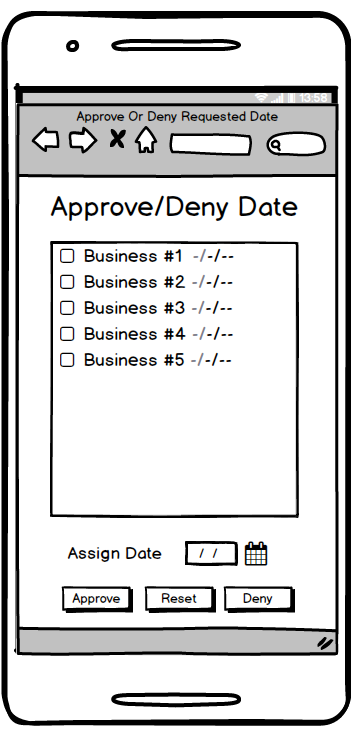 13:58
Approve Or Deny Requested Date
Approve/Deny Date
Business #1 -/-/--
Business #2 -/-/--
Business #3 -/-/--
Business #4 -/-/--
Business #5 -/-/--
Assign Date / /
Approve Reset Deny